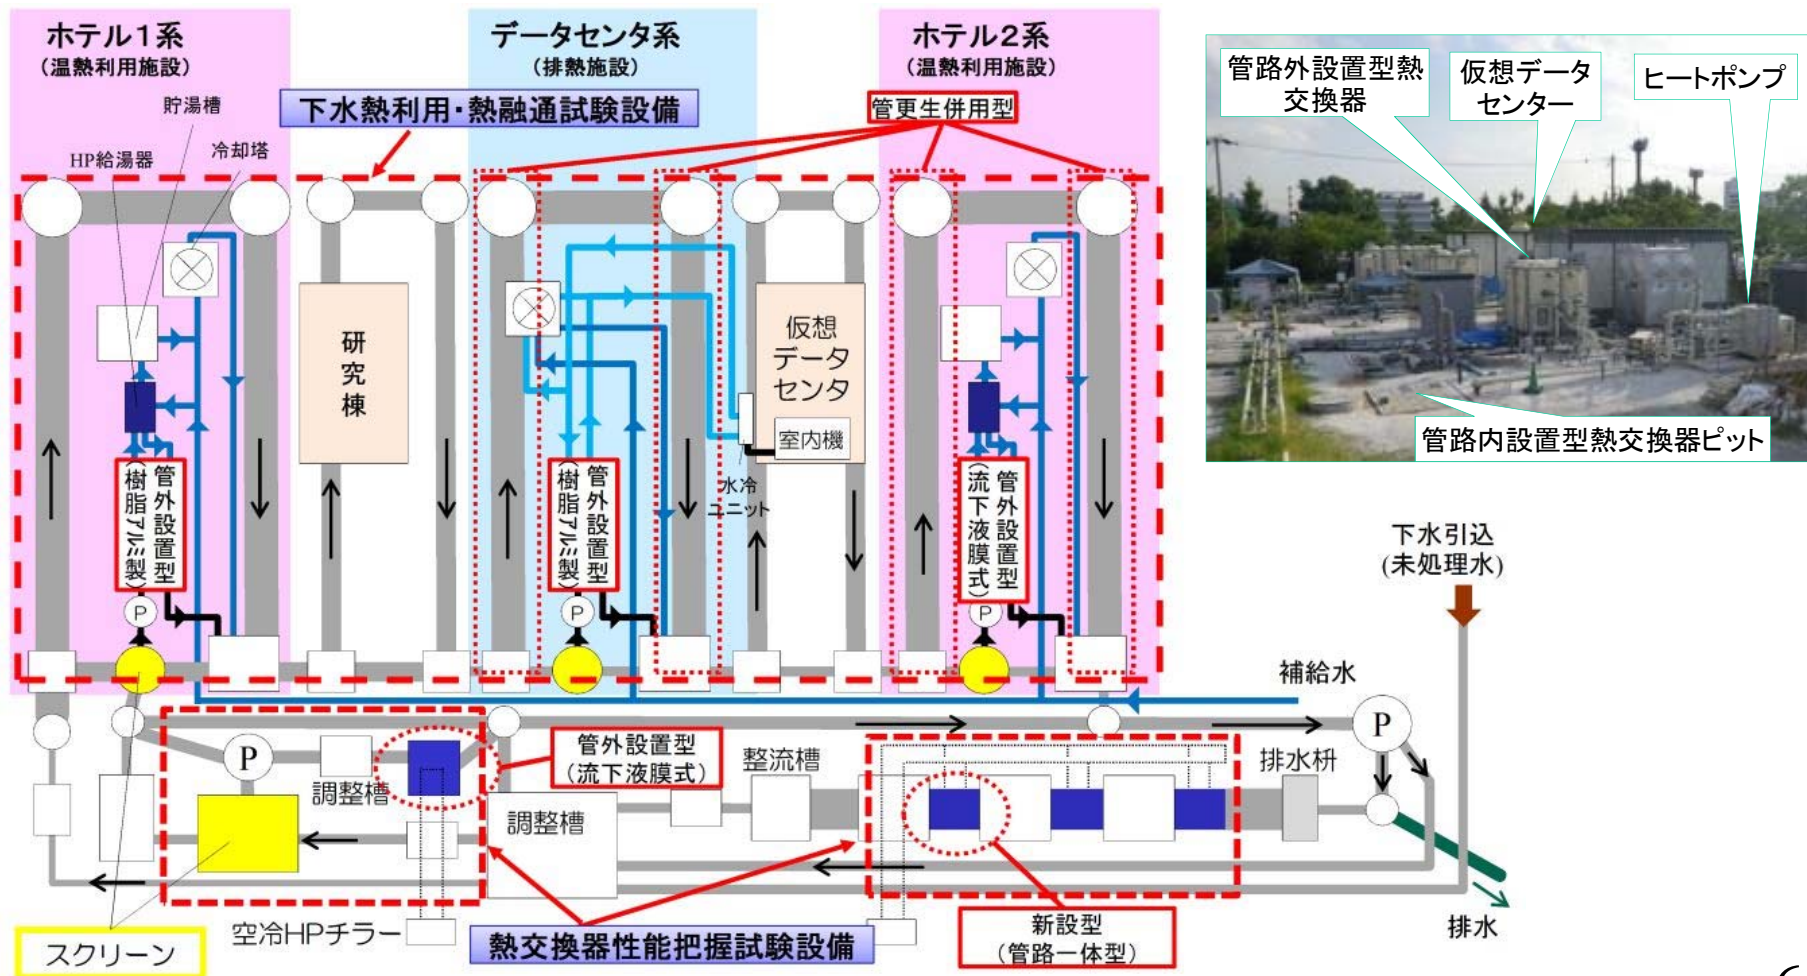 ホテル1系
(温熱利用施設)
データセンタ系
(排熱施設)
ホテル2系
(温熱利用施設)
貯湯槽
HP給湯器
冷却塔
下水熱利用・熱融通試験設備
管更生併用型
管路外設置型熱
交換器
仮想データ
センター
ヒートポンプ
管路内設置型熱交換器ピット
研究棟
仮想
データ
センタ
室内機
水冷
ユニット
管外設置型
(樹脂アルミ製)
管外設置型
(樹脂アルミ製)
管外設置型
(流下液膜式)
P
P
P
下水引込
(未処理水)
補給水
P
P
調整槽
管外設置型
(流下液膜式)
整流槽
排水枡
調整槽
スクリーン
空冷HPチラー
熱交換器性能把握試験設備
新設型
(管路一体型)
排水